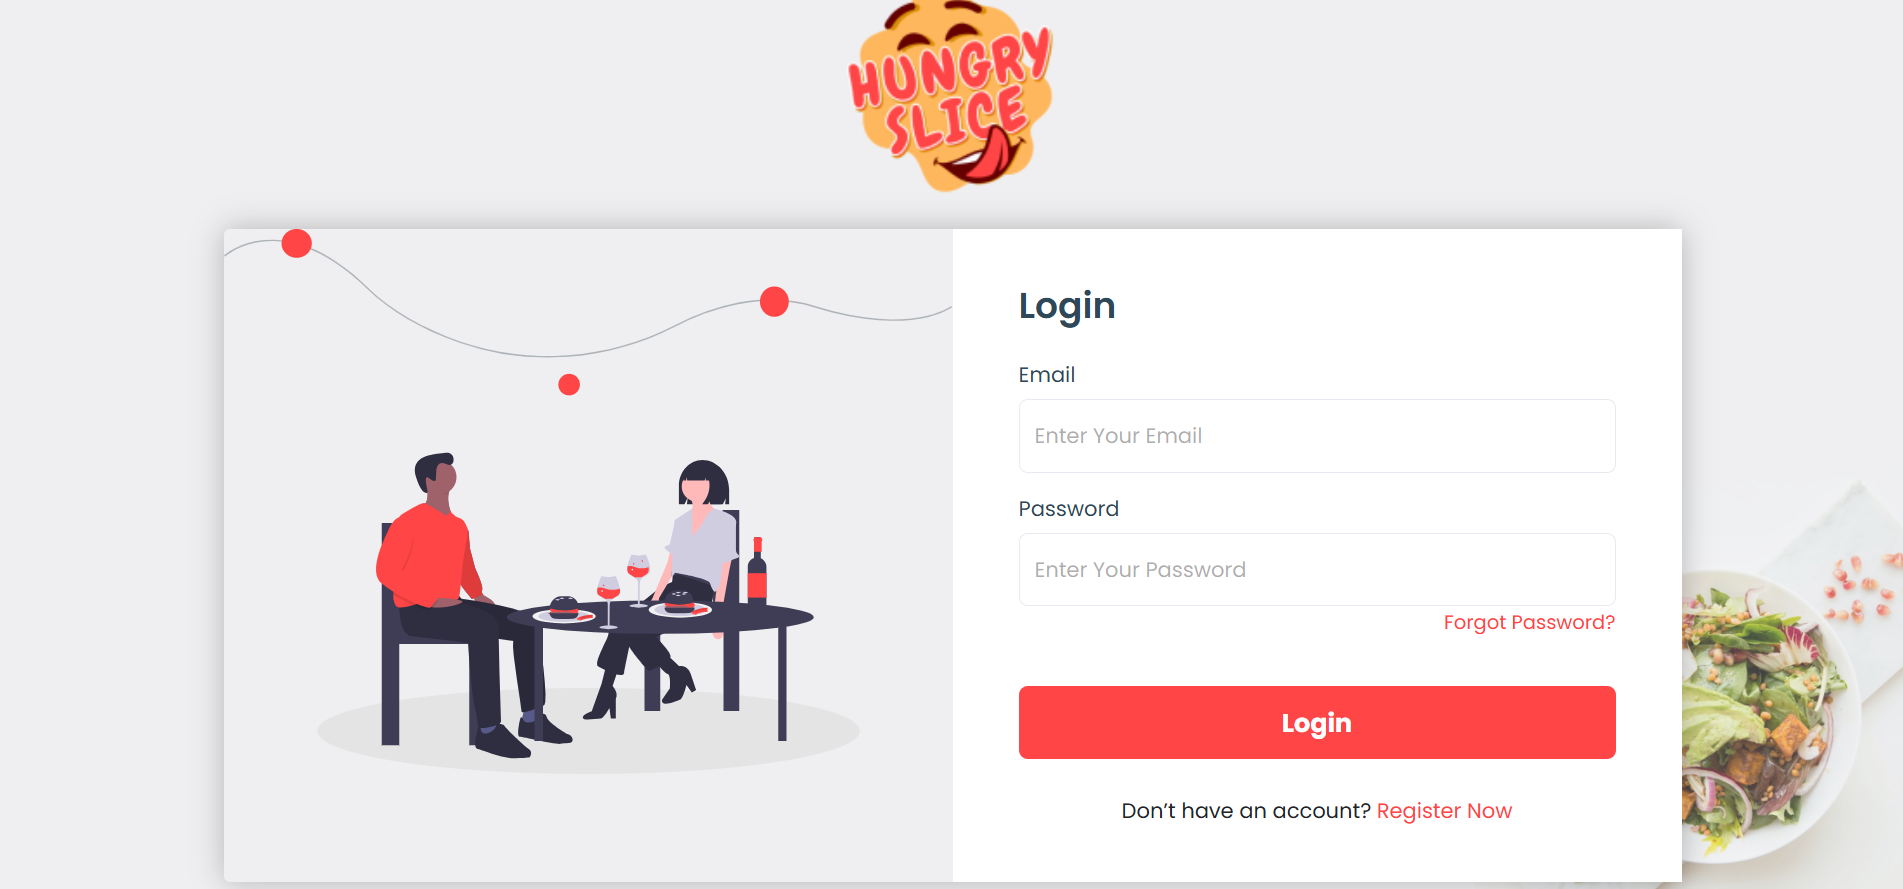 HUNGRY
SLICE
Login
Email
Enter Your Email
Password
Enter Your Password
Forgot Password?
Login
Don’t have an account? Register Now